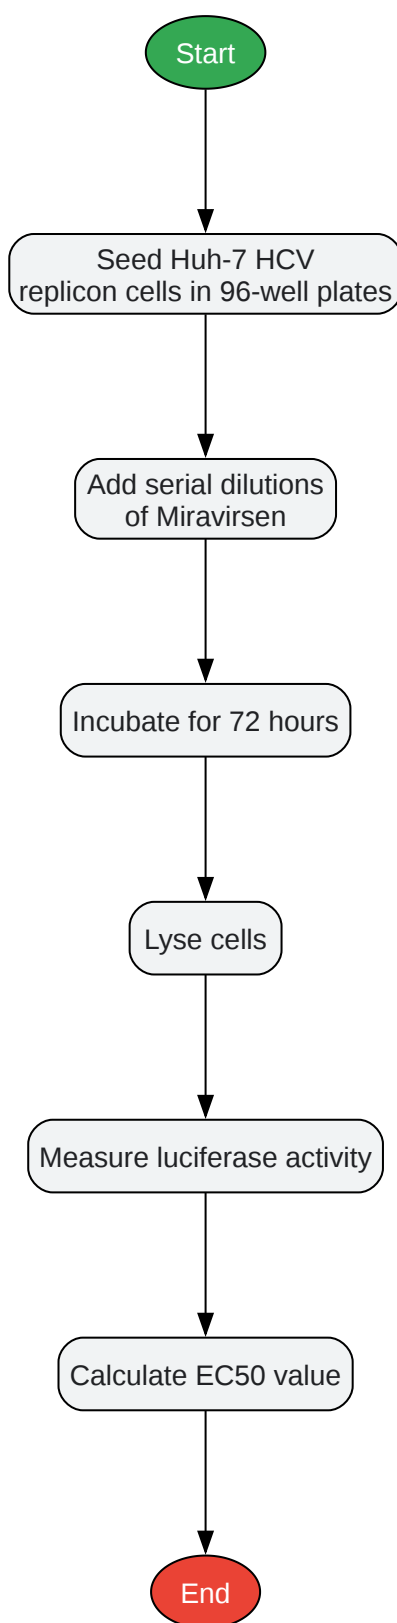 Start
Seed Huh-7 HCV
replicon cells in 96-well plates
Add serial dilutions
of Miravirsen
Incubate for 72 hours
Lyse cells
Measure luciferase activity
Calculate EC50 value
End